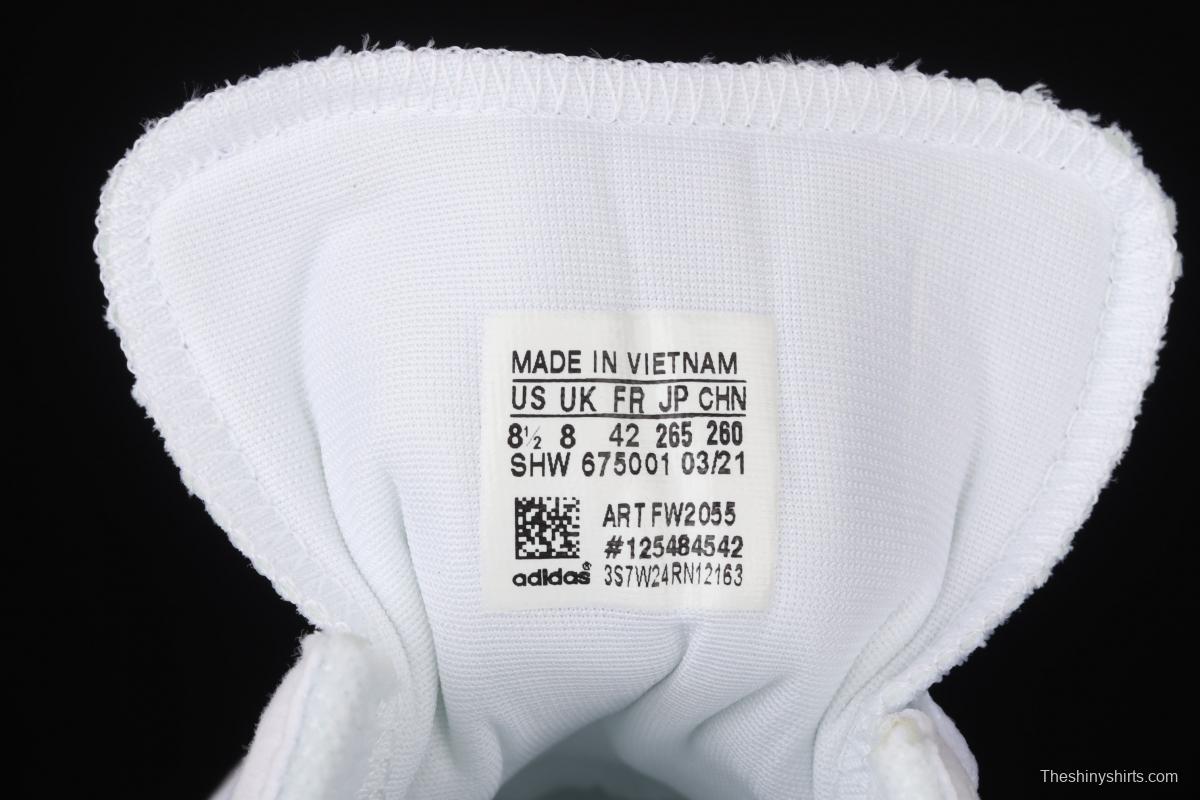 MADE IN VIETNAM
US UK FR JP CHN
8½ 8 42 265 260
SHW 675001 03/21
ART FW2055
#125484542
adidas® 3S7W24RN12163
Theshinyshirts.com